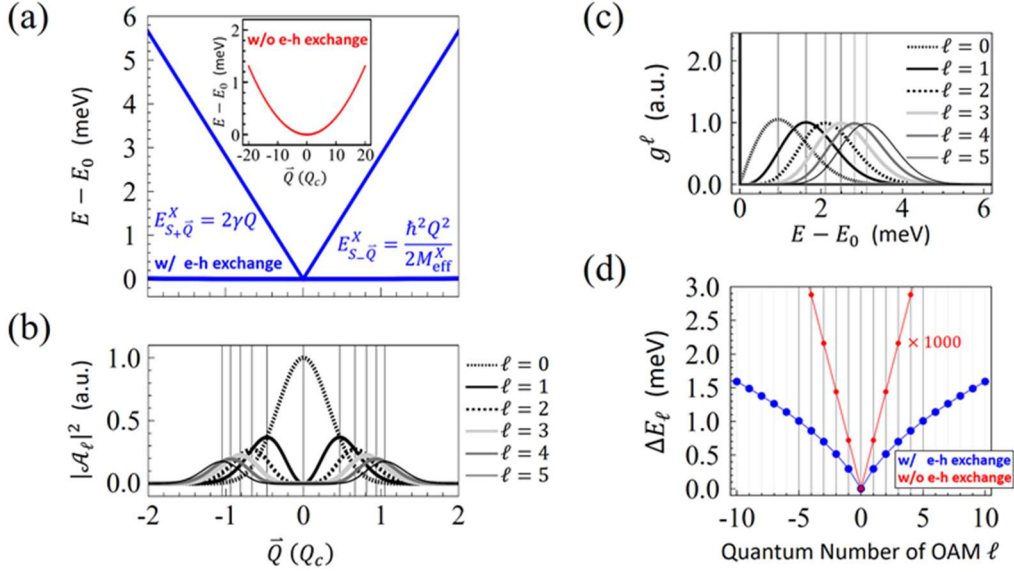 (a)
6
5
4
3
2
1
0
E − E₀ (meV)
2
1
0
E − E₀ (meV)
w/o e-h exchange
-20 -10 0 10 20
Q⃗ (Q_c)
E^X_{S₊Q⃗} = 2γQ
w/ e-h exchange
E^X_{S₋Q⃗} = ħ²Q² / 2M^X_eff
(b)
1.0
0.5
0.0
|𝒜_ℓ|² (a.u.)
ℓ = 0
ℓ = 1
ℓ = 2
ℓ = 3
ℓ = 4
ℓ = 5
-2 -1 0 1 2
Q⃗ (Q_c)
(c)
2.0
1.0
0.0
g^ℓ (a.u.)
ℓ = 0
ℓ = 1
ℓ = 2
ℓ = 3
ℓ = 4
ℓ = 5
0 2 4 6
E − E₀ (meV)
(d)
3.0
2.5
2.0
1.5
1.0
0.5
0.0
ΔE_ℓ (meV)
× 1000
w/ e-h exchange
w/o e-h exchange
-10 -5 0 5 10
Quantum Number of OAM ℓ